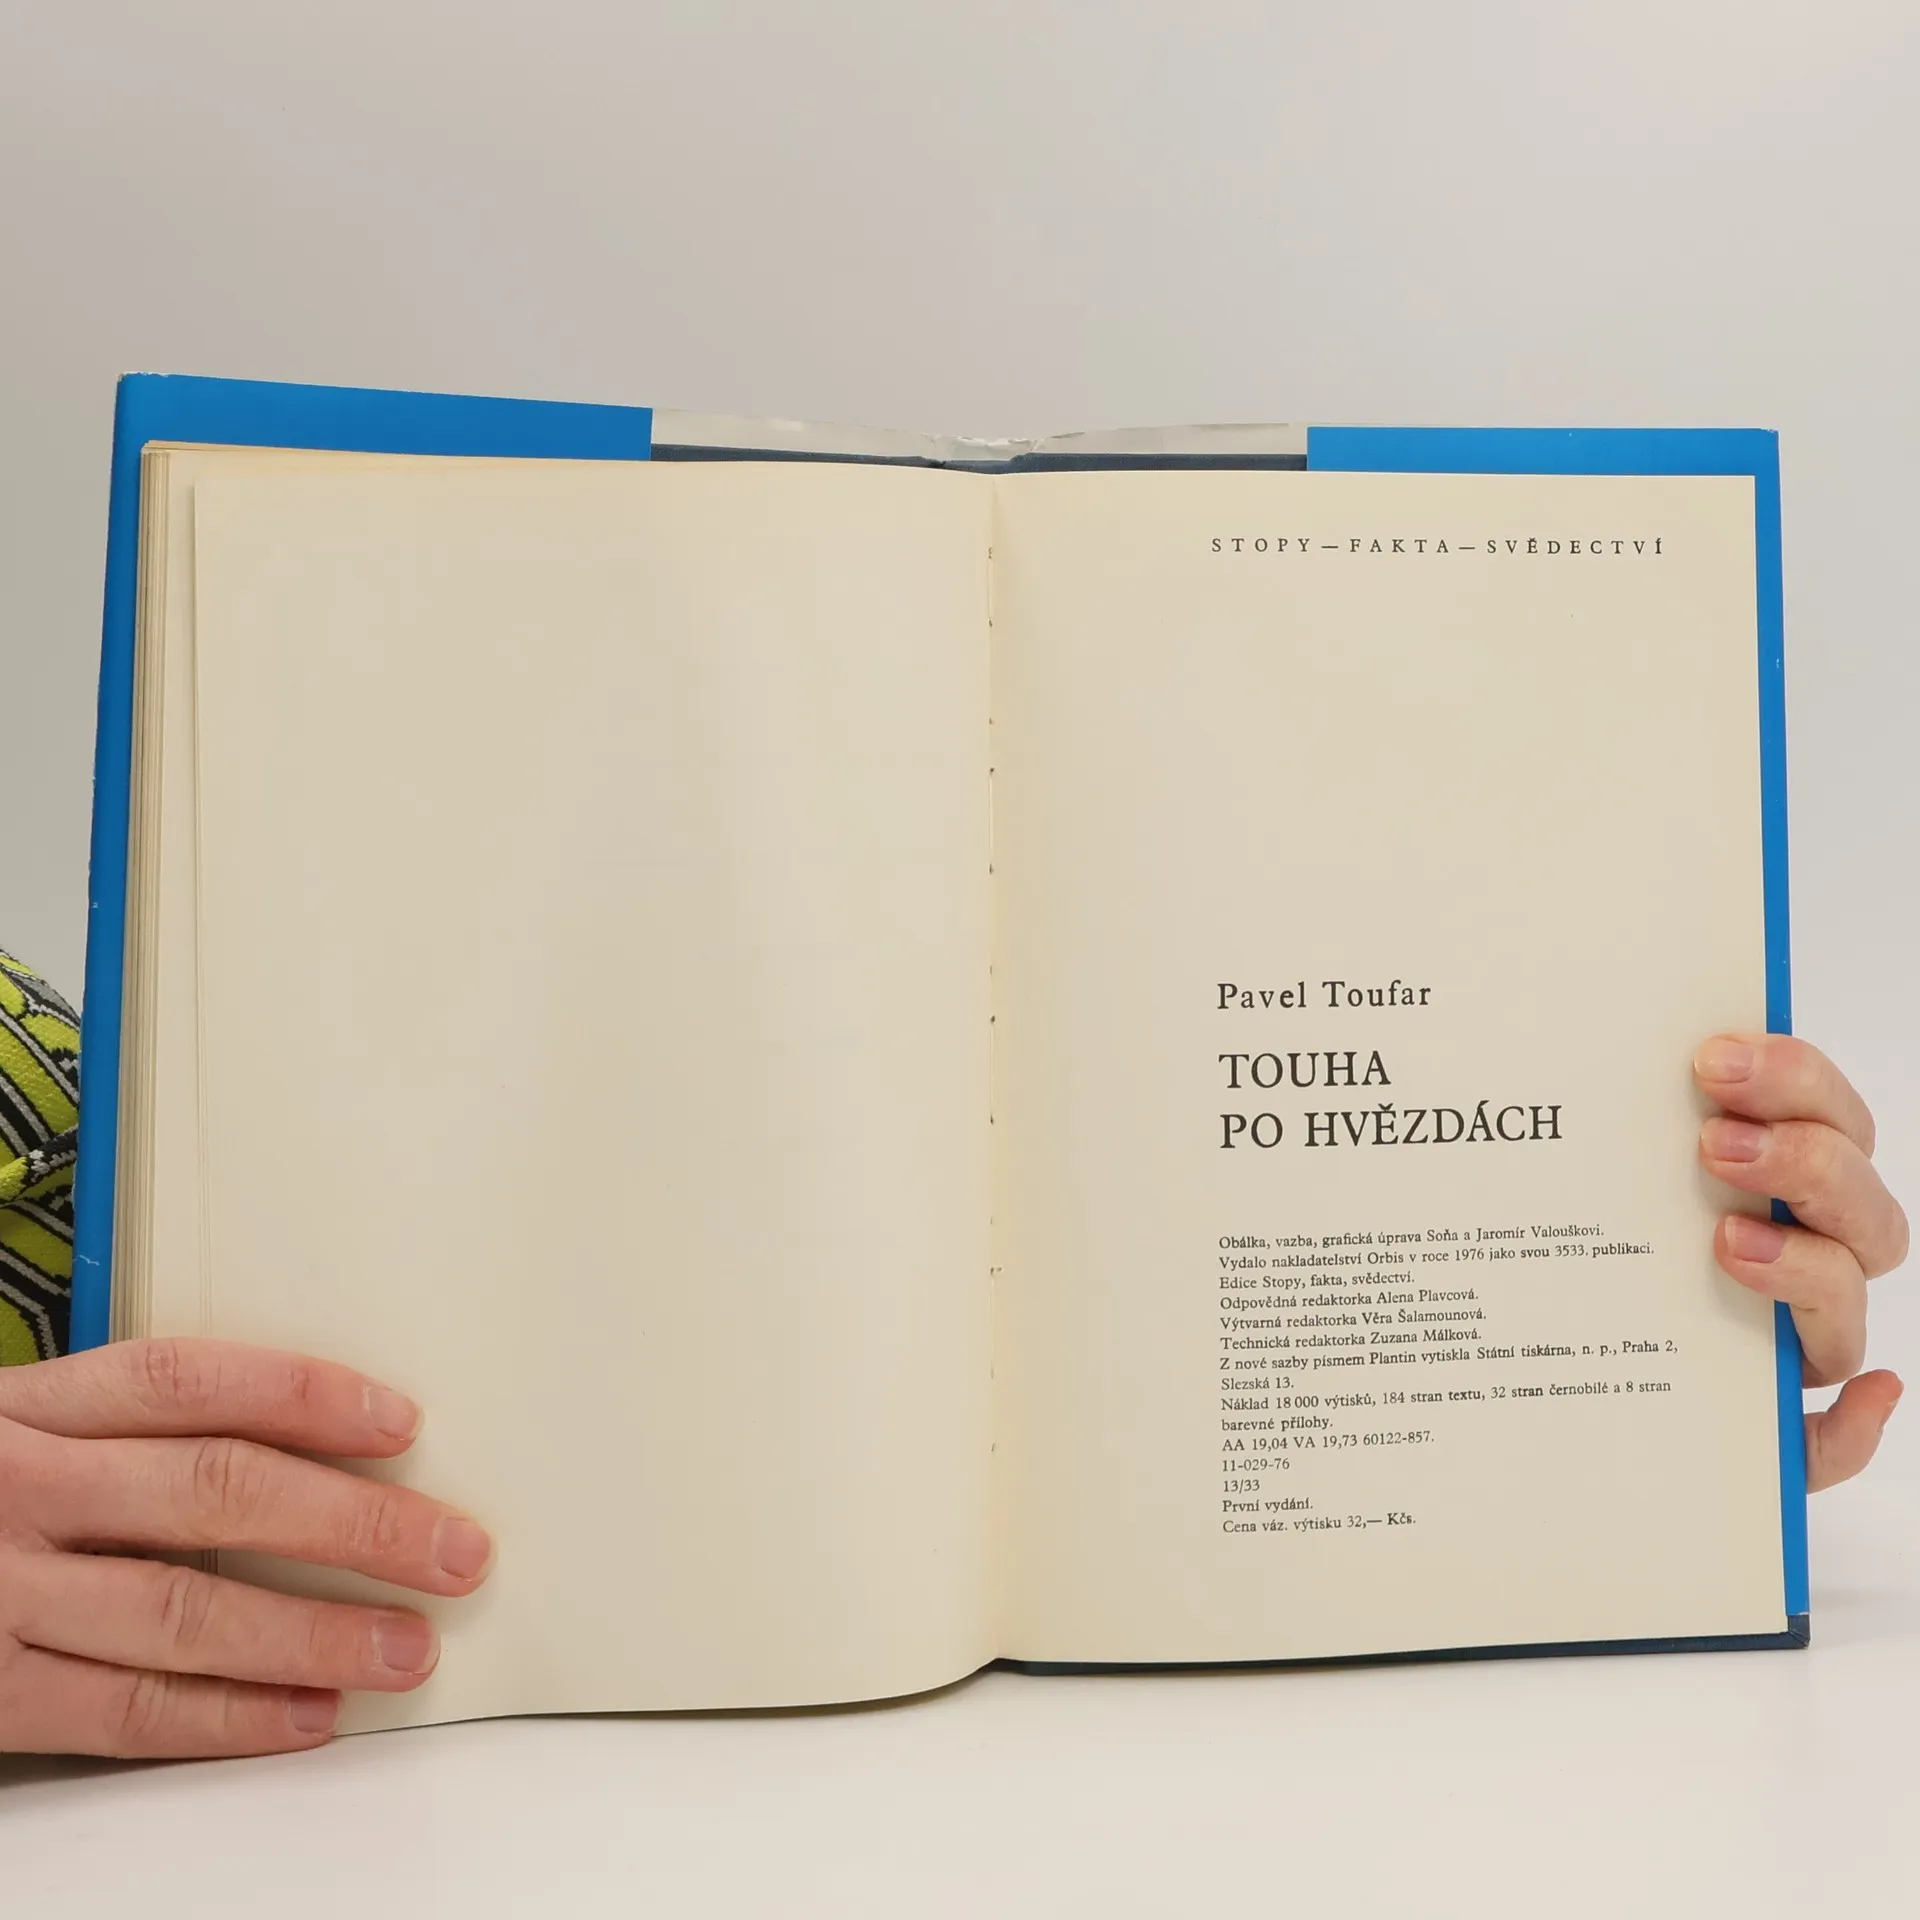 STOPY — FAKTA — SVĚDECTVÍ
Pavel Toufar
TOUHA
PO HVĚZDÁCH
Obálka, vazba, grafická úprava Soňa a Jaromír Valouškovi.
Vydalo nakladatelství Orbis v roce 1976 jako svou 3533. publikaci.
Edice Stopy, fakta, svědectví.
Odpovědná redaktorka Alena Plavcová.
Výtvarná redaktorka Věra Šalamounová.
Technická redaktorka Zuzana Málková.
Z nové sazby písmem Plantin vytiskla Státní tiskárna, n. p., Praha 2,
Slezská 13.
Náklad 18 000 výtisků, 184 stran textu, 32 stran černobílé a 8 stran
barevné přílohy.
AA 19,04 VA 19,73 60122-857.
11-029-76
13/33
První vydání.
Cena váz. výtisku 32,— Kčs.